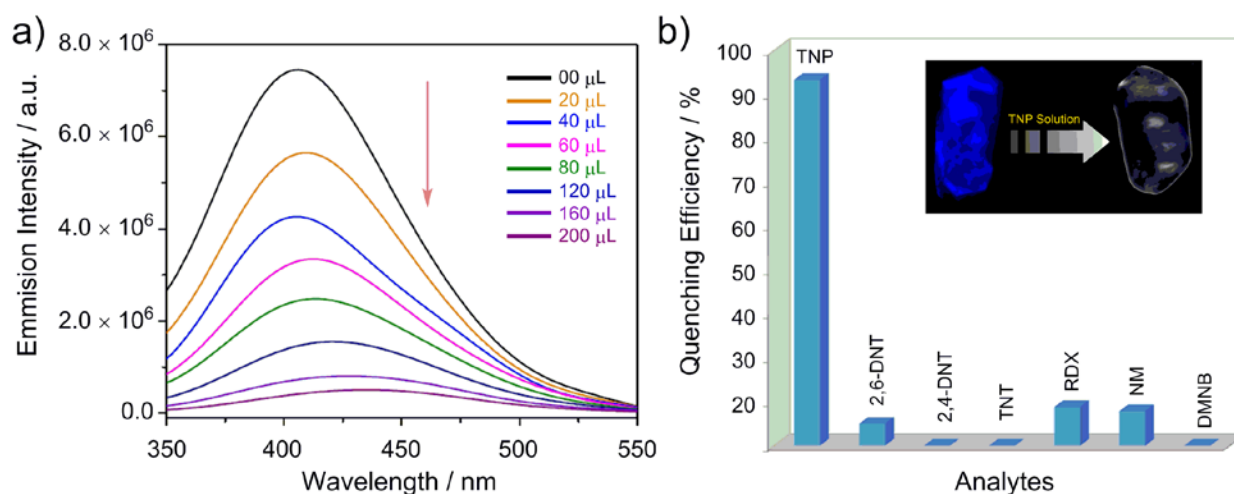 a)
8.0 × 10⁶
6.0 × 10⁶
4.0 × 10⁶
2.0 × 10⁶
0.0
Emmision Intensity / a.u.
00 μL
20 μL
40 μL
60 μL
80 μL
120 μL
160 μL
200 μL
350
400
450
500
550
Wavelength / nm
b)
100
90
80
70
60
50
40
30
20
Quenching Efficiency / %
TNP
2,6-DNT
2,4-DNT
TNT
RDX
NM
DMNB
TNP Solution
Analytes